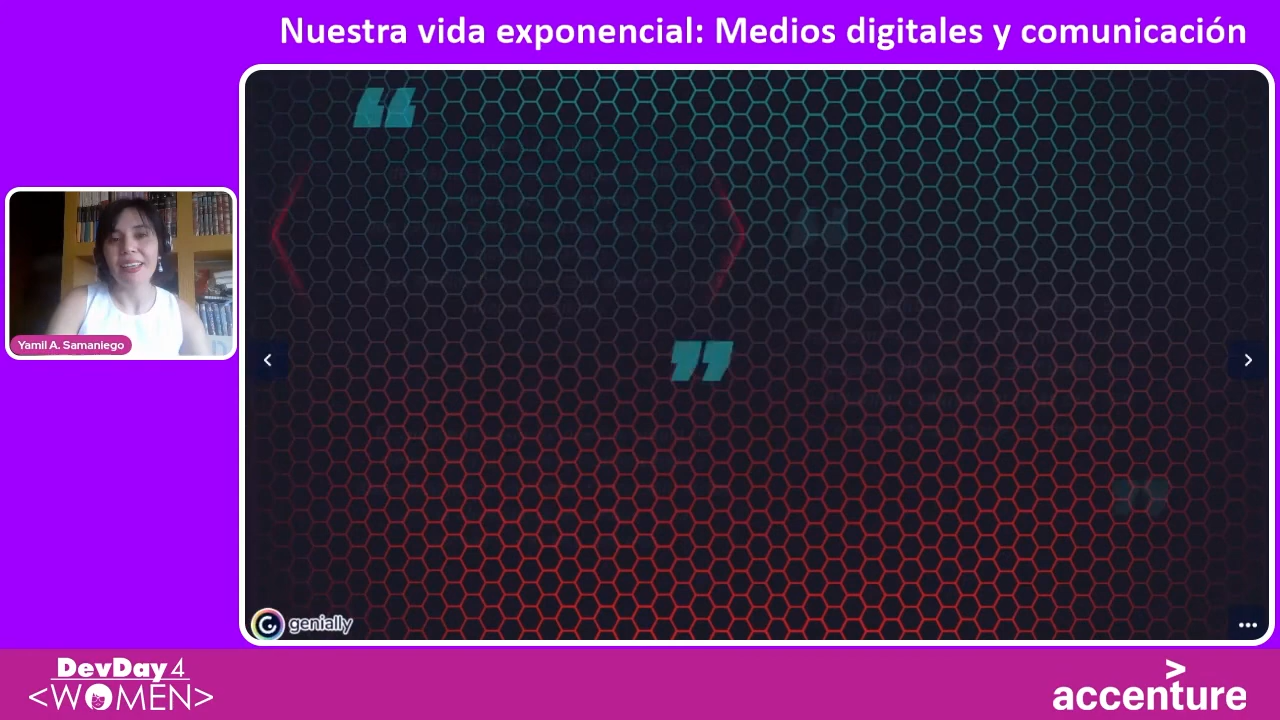 Nuestra vida exponencial: Medios digitales y comunicación
“
”
Yamil A. Samaniego
genially
DevDay4
<WOMEN>
accenture